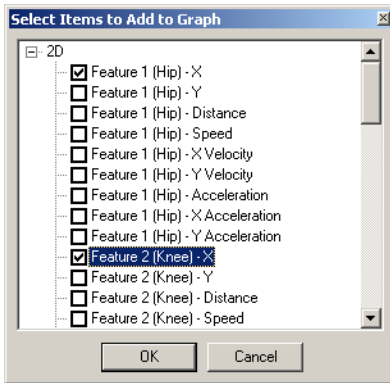 Select Items to Add to Graph
2D
Feature 1 (Hip) - X
Feature 1 (Hip) - Y
Feature 1 (Hip) - Distance
Feature 1 (Hip) - Speed
Feature 1 (Hip) - X Velocity
Feature 1 (Hip) - Y Velocity
Feature 1 (Hip) - Acceleration
Feature 1 (Hip) - X Acceleration
Feature 1 (Hip) - Y Acceleration
Feature 2 (Knee) - X
Feature 2 (Knee) - Y
Feature 2 (Knee) - Distance
Feature 2 (Knee) - Speed
OK Cancel